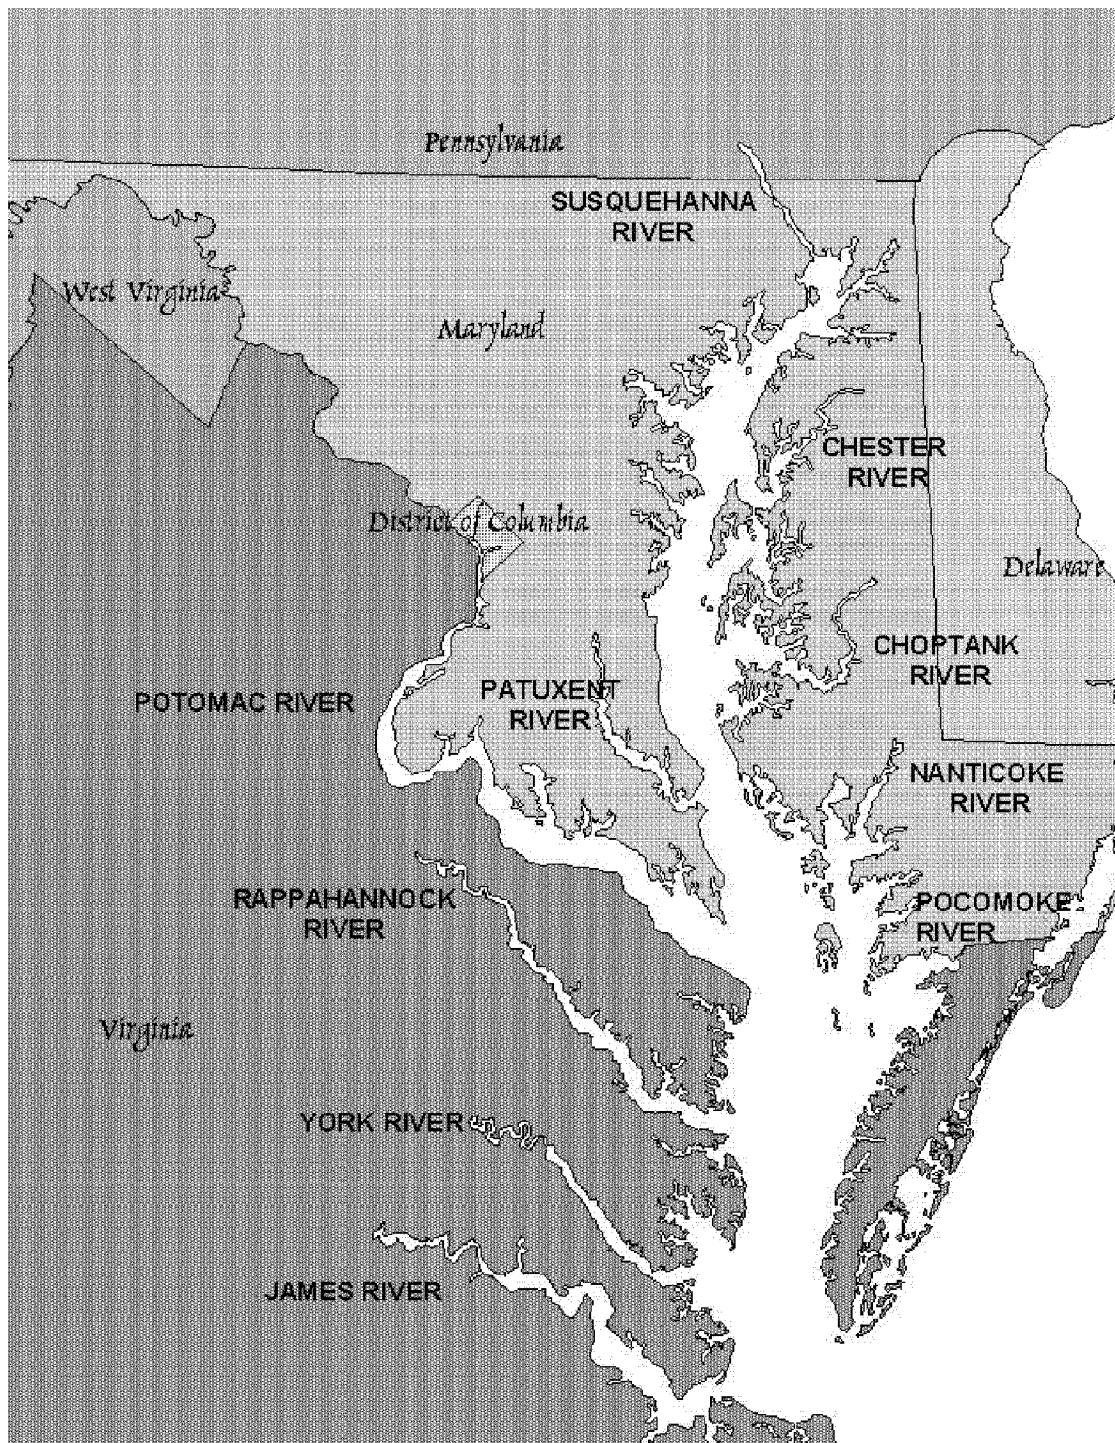 Pennsylvania
SUSQUEHANNA
RIVER
West Virginia
Maryland
CHESTER
RIVER
District of Columbia
Delaware
CHOPTANK
RIVER
POTOMAC RIVER
PATUXENT
RIVER
NANTICOKE
RIVER
RAPPAHANNOCK
RIVER
POCOMOKE
RIVER
Virginia
YORK RIVER
JAMES RIVER